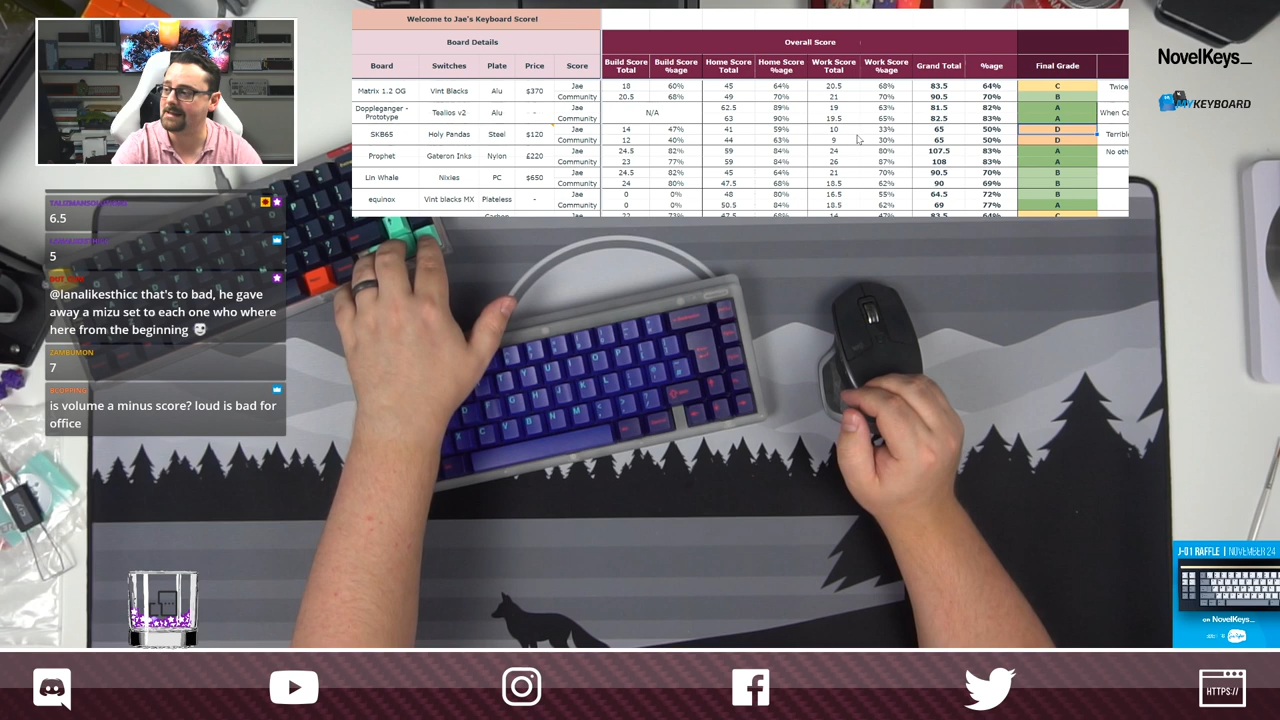 Welcome to Jae's Keyboard Score!
Board Details
Overall Score
Board Switches Plate Price Score Build Score Total Build Score %age Home Score Total Home Score %age Work Score Total Work Score %age Grand Total %age Final Grade
Matrix 1.2 OG Vint Blacks Alu $370
Jae 18 60% 45 64% 20.5 68% 83.5 64% C Twice
Community 20.5 68% 49 70% 21 70% 90.5 70% B
Doppleganger - Prototype Tealios v2 Alu - N/A
Jae 62.5 89% 19 63% 81.5 82% A When Ca
Community 63 90% 19.5 65% 82.5 83% A
SKB65 Holy Pandas Steel $120
Jae 14 47% 41 59% 10 33% 65 50% D Terrible
Community 12 40% 44 63% 9 30% 65 50% D
Prophet Gateron Inks Nylon £220
Jae 24.5 82% 59 84% 24 80% 107.5 83% A No oth
Community 23 77% 59 84% 26 87% 108 83% A
Lin Whale Nixies PC $650
Jae 24.5 82% 45 64% 21 70% 90.5 70% B
Community 24 80% 47.5 68% 18.5 62% 90 69% B
equinox Vint blacks MX Plateless -
Jae 0 0% 48 80% 16.5 55% 64.5 72% B
Community 0 0% 50.5 84% 18.5 62% 69 77% A
NovelKeys_
MYKEYBOARD
6.5
5
@lanalikesthicc that's to bad, he gave
away a mizu set to each one who where
here from the beginning
ZAMBUMON
7
BLOPPING
is volume a minus score? loud is bad for
office
J-01 RAFFLE | NOVEMBER 24
ON NovelKeys_
HTTPS://